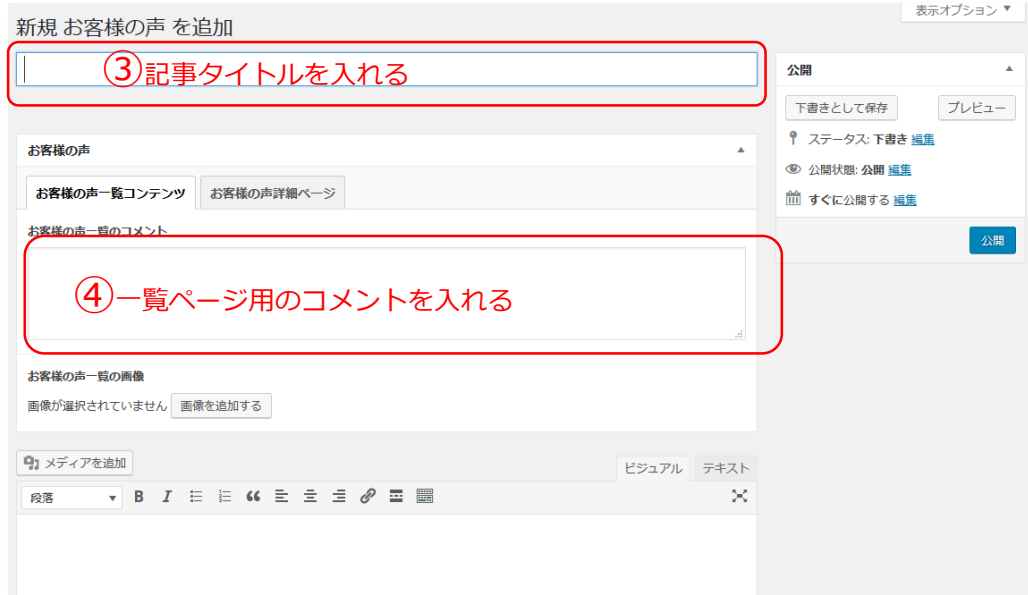 表示オプション ▼
新規 お客様の声 を追加
③記事タイトルを入れる
公開
下書きとして保存 プレビュー
ステータス: 下書き 編集
公開状態: 公開 編集
すぐに公開する 編集
公開
お客様の声
お客様の声一覧コンテンツ お客様の声詳細ページ
お客様の声一覧のコメント
④一覧ページ用のコメントを入れる
お客様の声一覧の画像
画像が選択されていません 画像を追加する
メディアを追加
ビジュアル テキスト
段落 ▼ B I